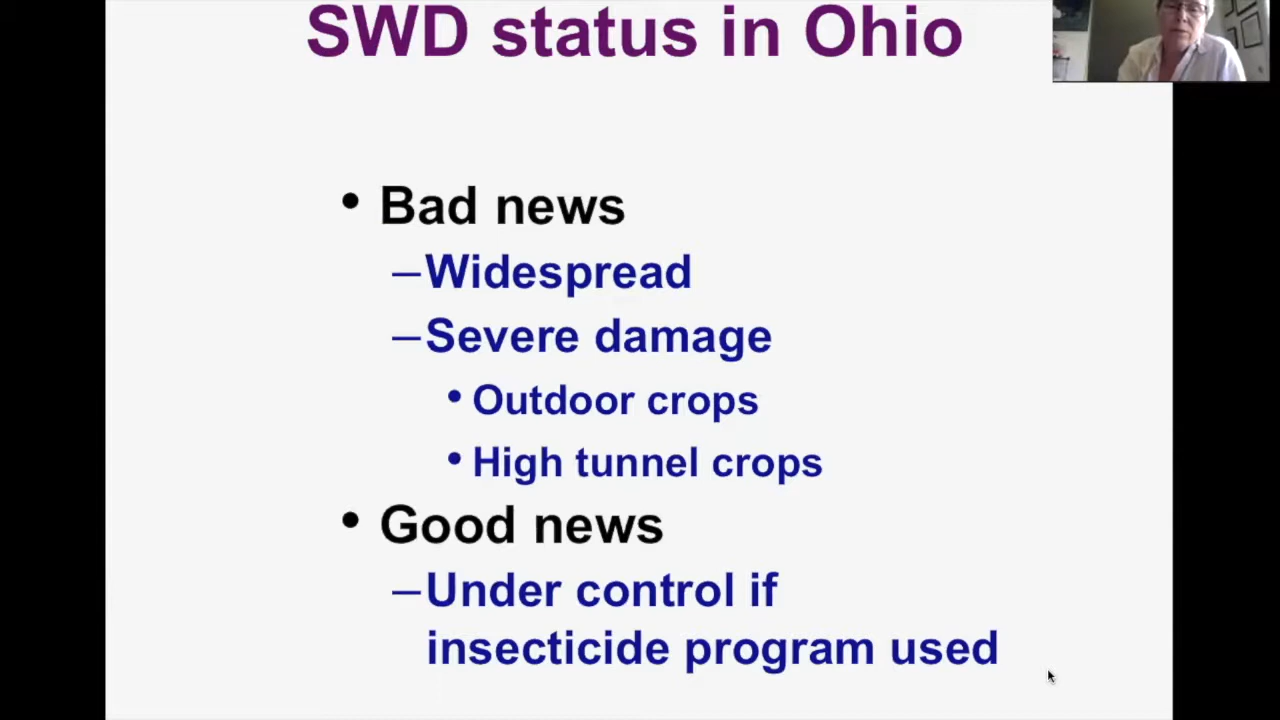 SWD status in Ohio
• Bad news
–Widespread
–Severe damage
• Outdoor crops
• High tunnel crops
• Good news
–Under control if
insecticide program used